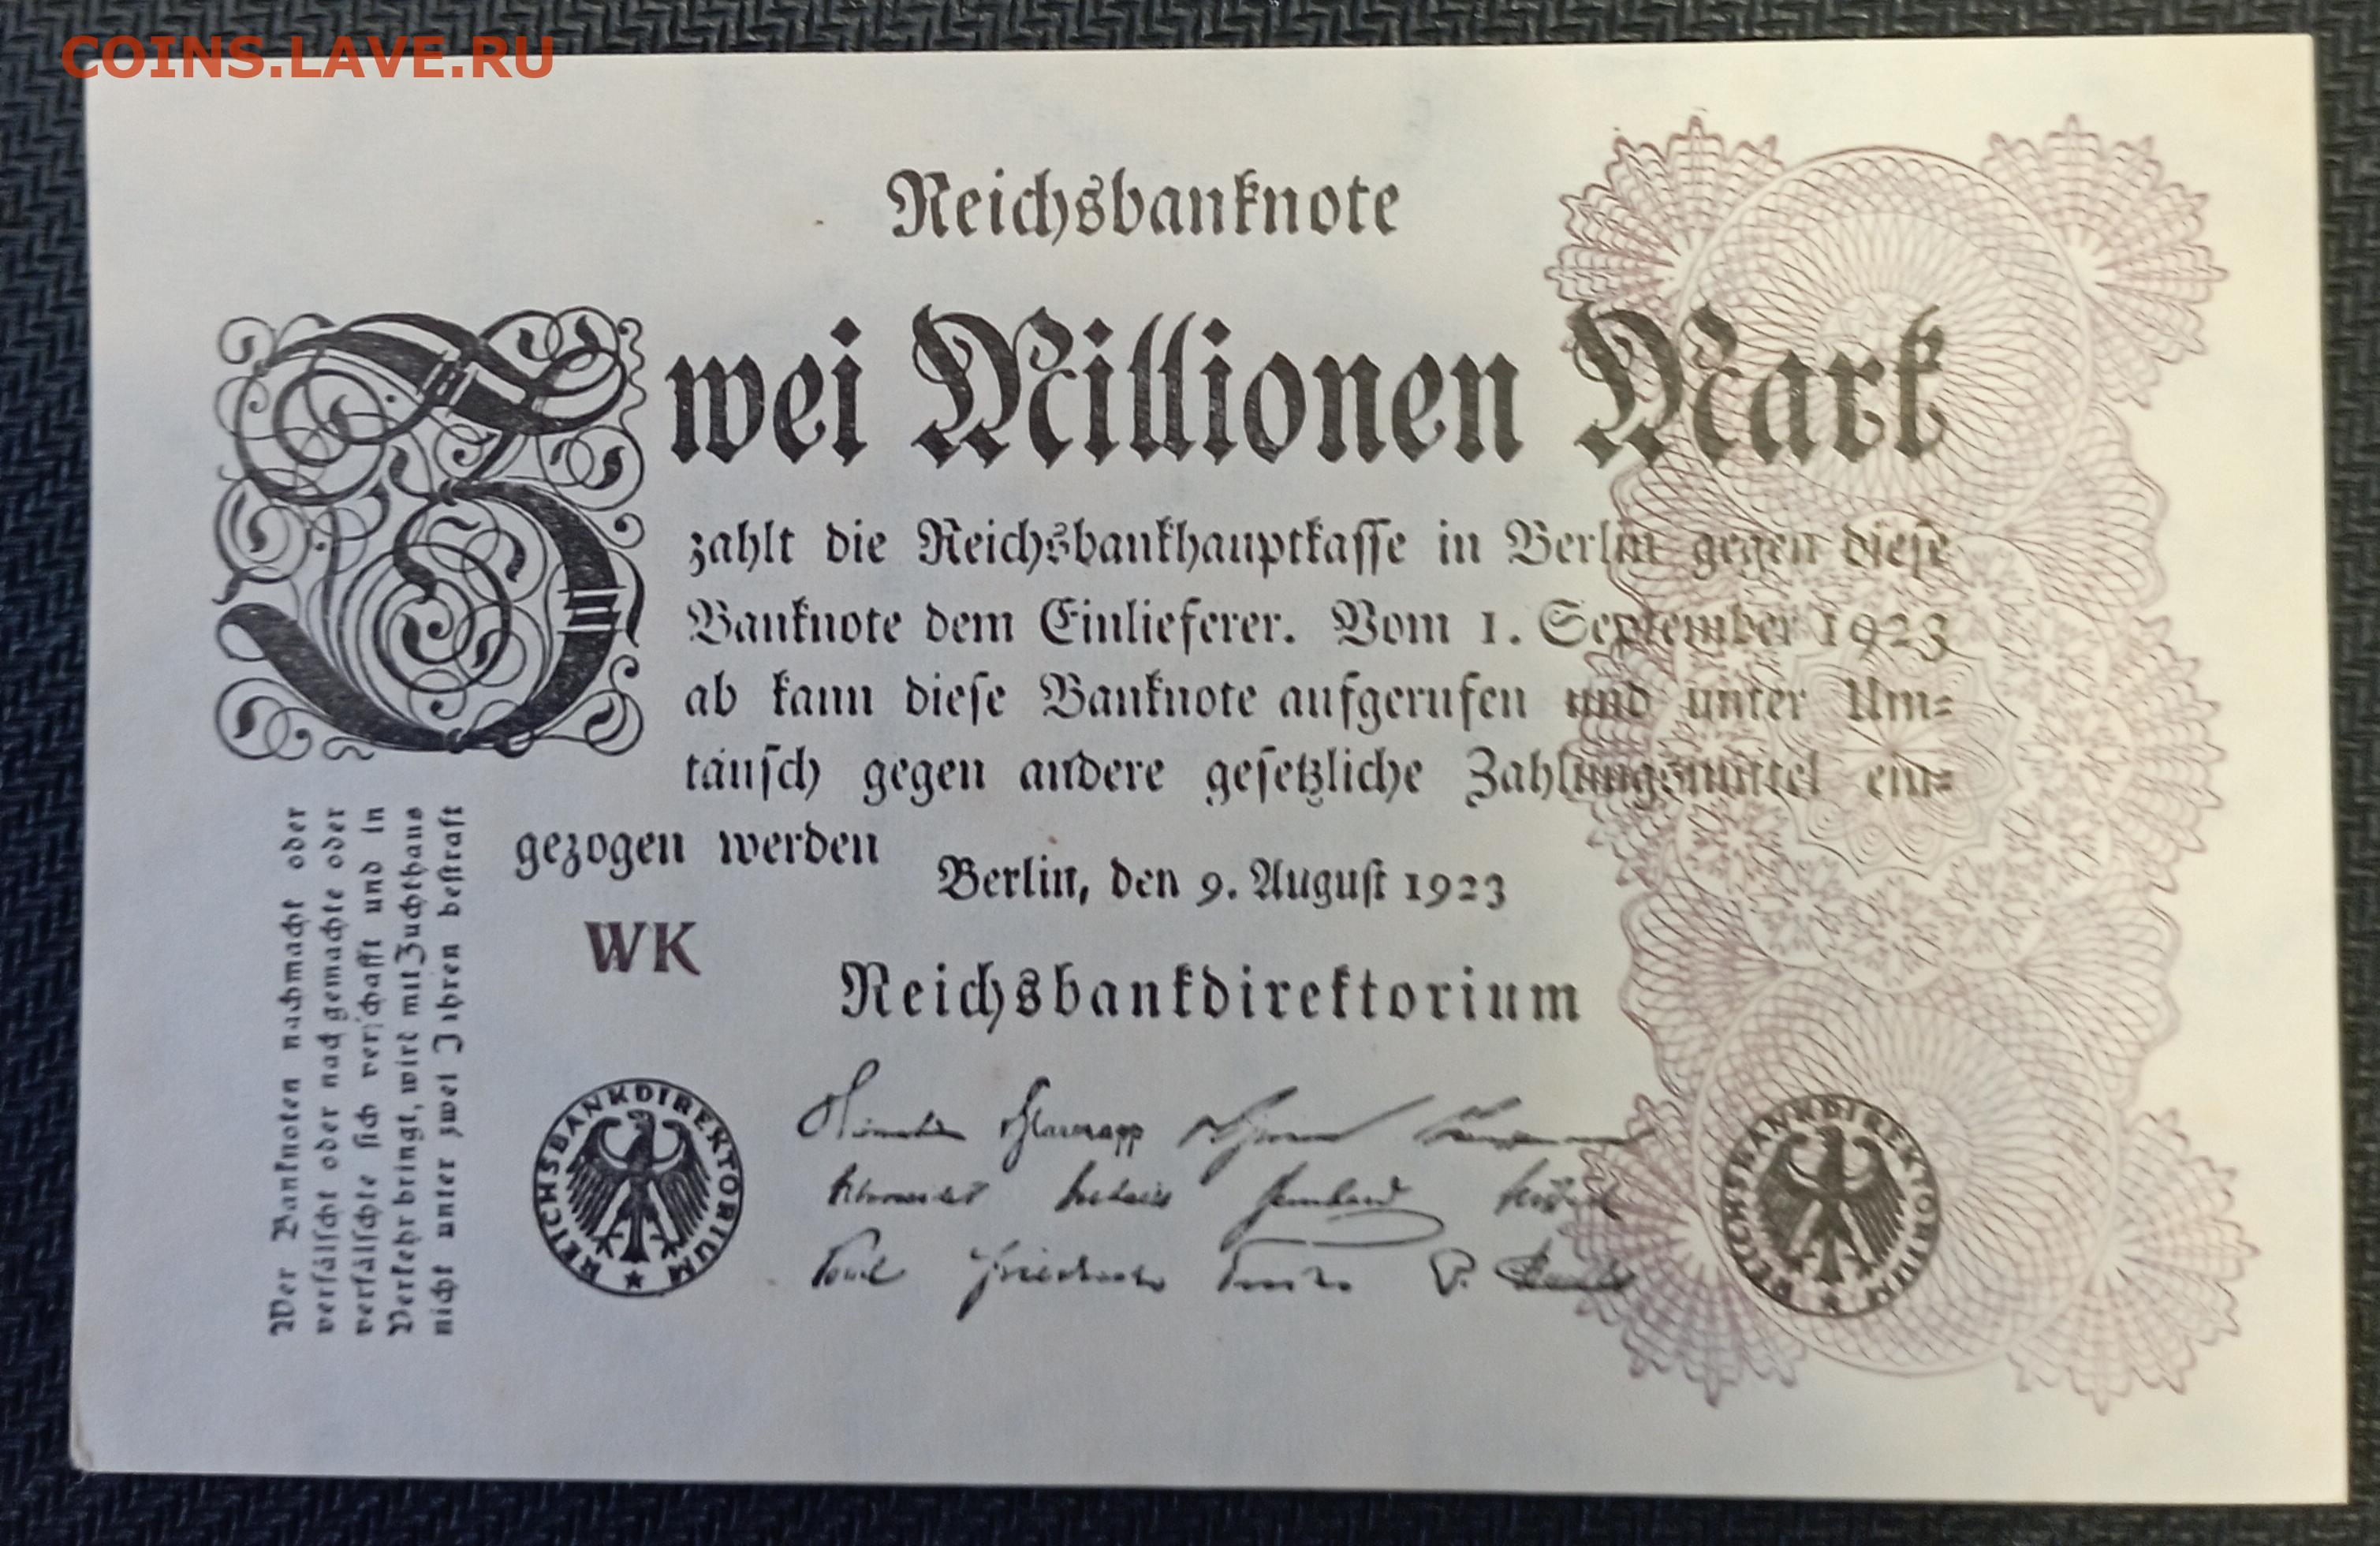 COINS.LAVE.RU
Reichsbanknote
Zwei Millionen Mark
zahlt die Reichsbankhauptkasse in Berlin gegen diese
Banknote dem Einlieferer. Vom 1. September 1923
ab kann diese Banknote aufgerufen und unter Um=
tausch gegen andere gesetzliche Zahlungsmittel ein=
gezogen werden
Berlin, den 9. August 1923
WK
Reichsbankdirektorium
REICHSBANKDIREKTORIUM
REICHSBANKDIREKTORIUM
Wer Banknoten nachmacht oder
verfälscht oder nachgemachte oder
verfälschte sich verschafft und in
Verkehr bringt, wird mit Zuchthaus
nicht unter zwei Jahren bestraft